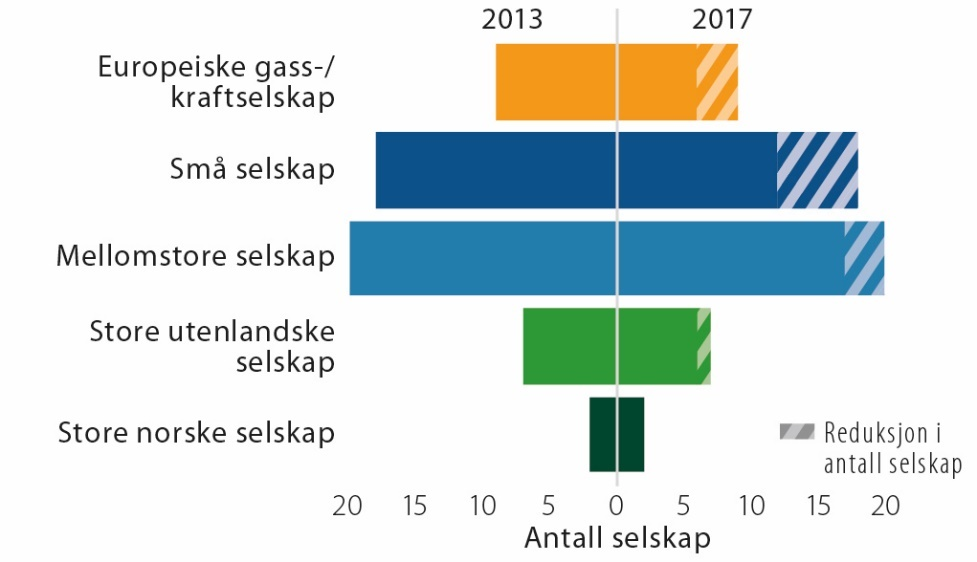 2013 2017
Europeiske gass-/
kraftselskap
Små selskap
Mellomstore selskap
Store utenlandske
selskap
Store norske selskap
Reduksjon i
antall selskap
20 15 10 5 0 5 10 15 20
Antall selskap